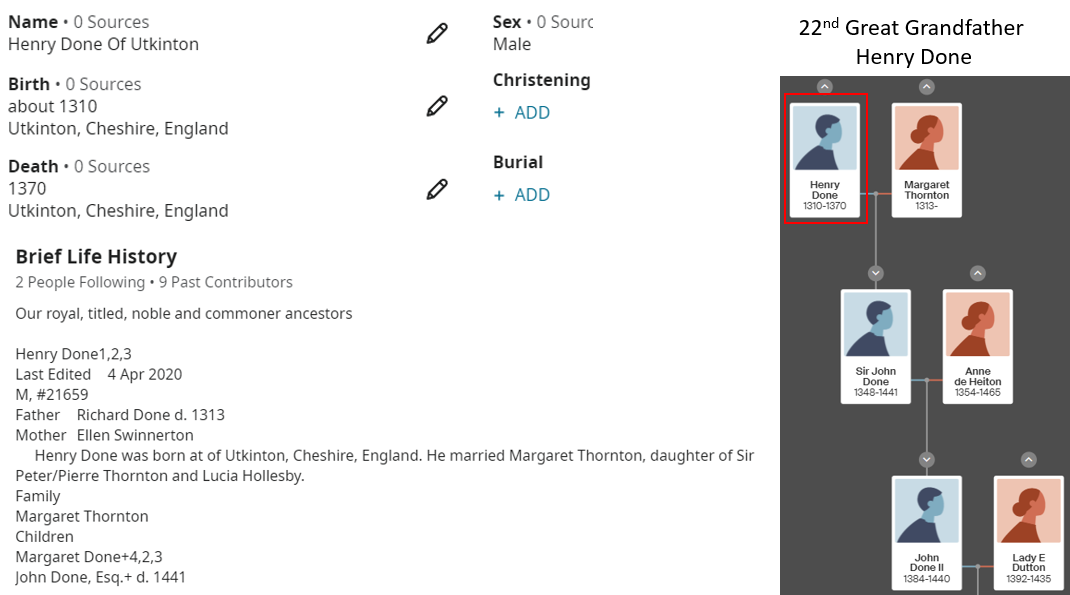 Name • 0 Sources
Henry Done Of Utkinton
Birth • 0 Sources
about 1310
Utkinton, Cheshire, England
Death • 0 Sources
1370
Utkinton, Cheshire, England
Sex • 0 Sourc
Male
Christening
+ ADD
Burial
+ ADD
Brief Life History
2 People Following • 9 Past Contributors
Our royal, titled, noble and commoner ancestors
Henry Done1,2,3
Last Edited 4 Apr 2020
M, #21659
Father Richard Done d. 1313
Mother Ellen Swinnerton
Henry Done was born at of Utkinton, Cheshire, England. He married Margaret Thornton, daughter of Sir
Peter/Pierre Thornton and Lucia Hollesby.
Family
Margaret Thornton
Children
Margaret Done+4,2,3
John Done, Esq.+ d. 1441
22nd Great Grandfather
Henry Done
Henry
Done
1310-1370
Margaret
Thornton
1313-
Sir John
Done
1348-1441
Anne
de Heiton
1354-1465
John
Done II
1384-1440
Lady E
Dutton
1392-1435